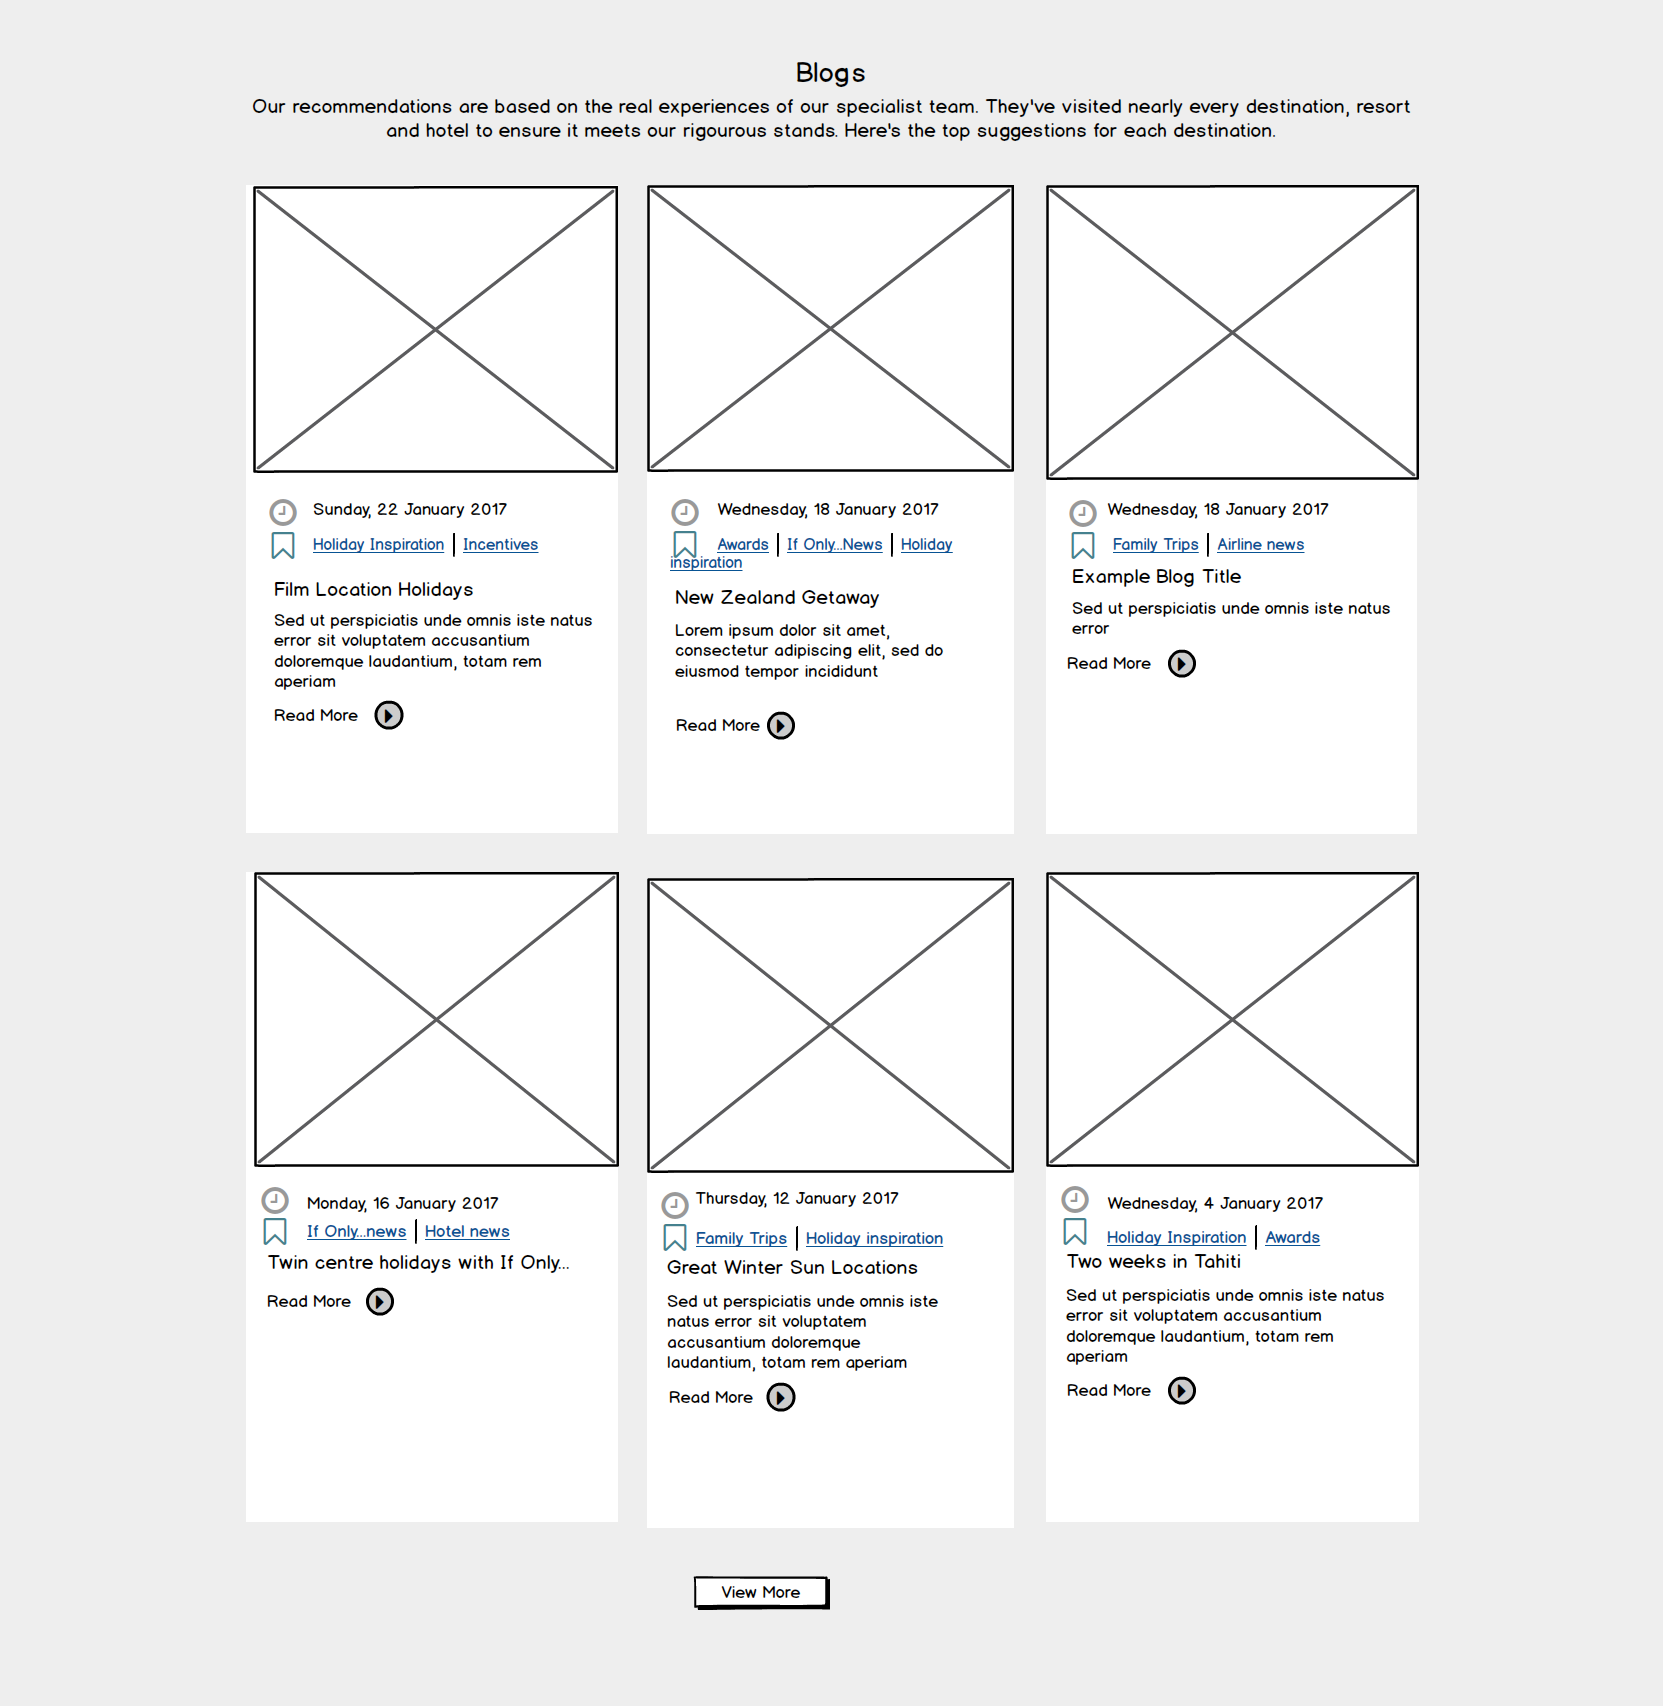 Blogs
Our recommendations are based on the real experiences of our specialist team. They've visited nearly every destination, resort
and hotel to ensure it meets our rigourous stands. Here's the top suggestions for each destination.
Sunday, 22 January 2017
Holiday Inspiration | Incentives
Film Location Holidays
Sed ut perspiciatis unde omnis iste natus
error sit voluptatem accusantium
doloremque laudantium, totam rem
aperiam
Read More
Wednesday, 18 January 2017
Awards | If Only...News | Holiday
inspiration
New Zealand Getaway
Lorem ipsum dolor sit amet,
consectetur adipiscing elit, sed do
eiusmod tempor incididunt
Read More
Wednesday, 18 January 2017
Family Trips | Airline news
Example Blog Title
Sed ut perspiciatis unde omnis iste natus
error
Read More
Monday, 16 January 2017
If Only...news | Hotel news
Twin centre holidays with If Only...
Read More
Thursday, 12 January 2017
Family Trips | Holiday inspiration
Great Winter Sun Locations
Sed ut perspiciatis unde omnis iste
natus error sit voluptatem
accusantium doloremque
laudantium, totam rem aperiam
Read More
Wednesday, 4 January 2017
Holiday Inspiration | Awards
Two weeks in Tahiti
Sed ut perspiciatis unde omnis iste natus
error sit voluptatem accusantium
doloremque laudantium, totam rem
aperiam
Read More
View More